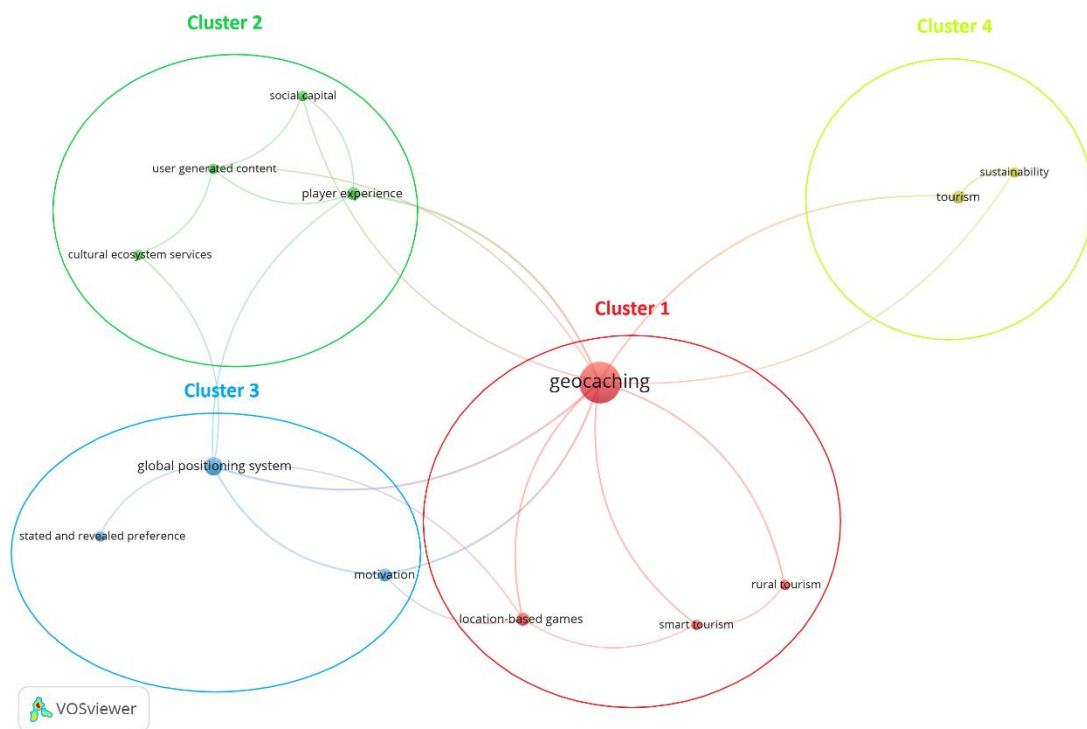 Cluster 2
Cluster 4
social capital
user generated content
player experience
cultural ecosystem services
sustainability
tourism
Cluster 1
geocaching
Cluster 3
global positioning system
stated and revealed preference
motivation
location-based games
smart tourism
rural tourism
VOSviewer